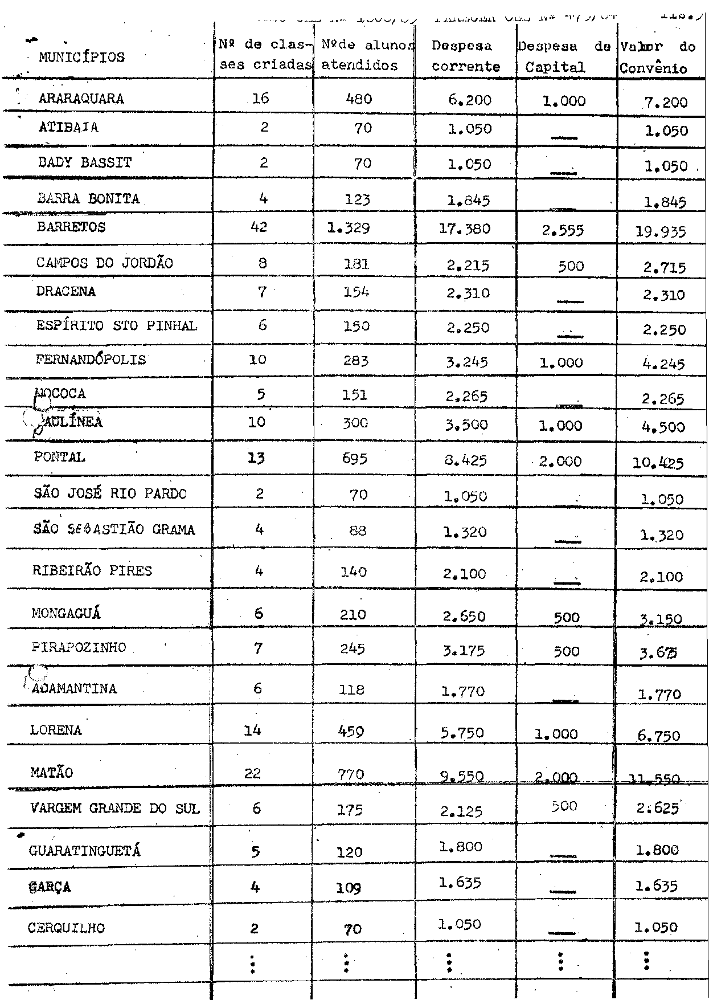 MUNICÍPIOS Nº de clas- Nºde alunos Despesa Despesa de Valor do
ses criadas atendidos corrente Capital Convênio
ARARAQUARA 16 480 6.200 1.000 7.200
ATIBAIA 2 70 1.050 — 1.050
BADY BASSIT 2 70 1.050 — 1.050
BARRA BONITA 4 123 1.845 — 1.845
BARRETOS 42 1.329 17.380 2.555 19.935
CAMPOS DO JORDÃO 8 181 2.215 500 2.715
DRACENA 7 154 2.310 — 2.310
ESPÍRITO STO PINHAL 6 150 2.250 — 2.250
FERNANDÓPOLIS 10 283 3.245 1.000 4.245
MOCOCA 5 151 2.265 — 2.265
PAULÍNEA 10 300 3.500 1.000 4.500
PONTAL 13 695 8.425 2.000 10.425
SÃO JOSÉ RIO PARDO 2 70 1.050 1.050
SÃO SEBASTIÃO GRAMA 4 88 1.320 — 1.320
RIBEIRÃO PIRES 4 140 2.100 — 2.100
MONGAGUÁ 6 210 2.650 500 3.150
PIRAPOZINHO 7 245 3.175 500 3.675
ADAMANTINA 6 118 1.770 — 1.770
LORENA 14 459 5.750 1.000 6.750
MATÃO 22 770 9.550 2.000 11.550
VARGEM GRANDE DO SUL 6 175 2.125 500 2.625
GUARATINGUETÁ 5 120 1.800 — 1.800
GARÇA 4 109 1.635 — 1.635
CERQUILHO 2 70 1.050 — 1.050
⋮ ⋮ ⋮ ⋮ ⋮